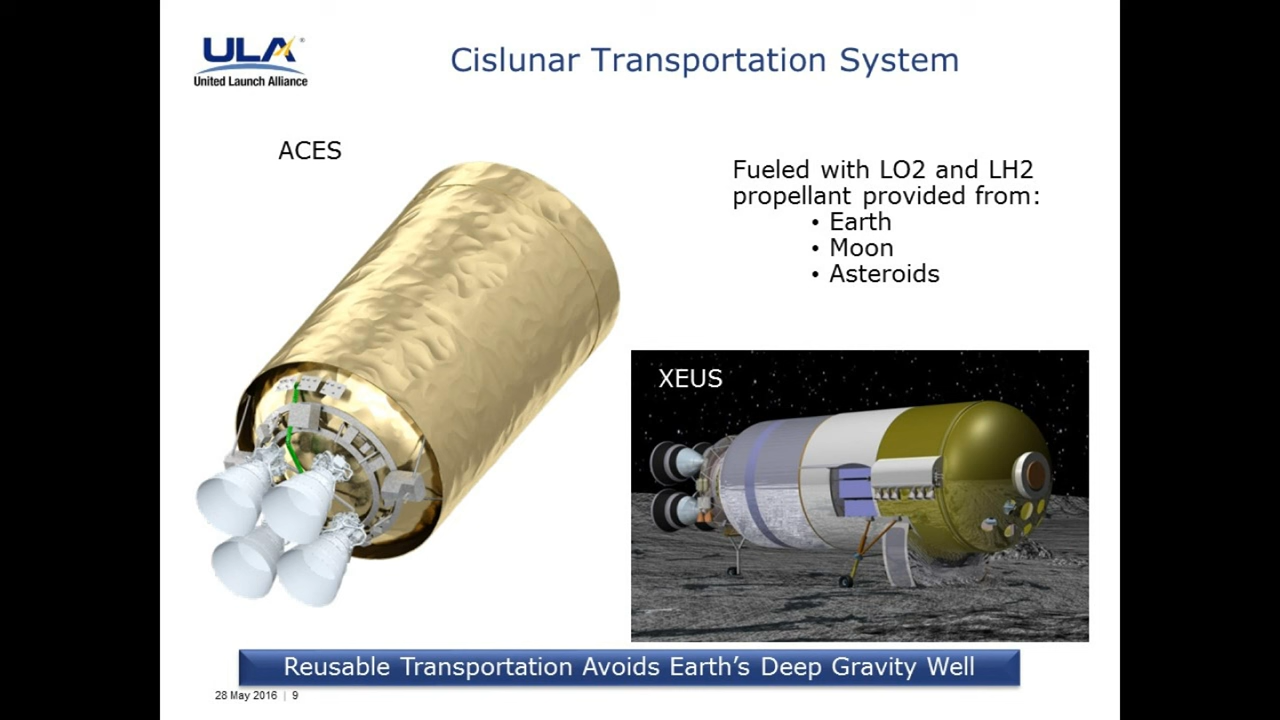 ULA
United Launch Alliance
Cislunar Transportation System
ACES
Fueled with LO2 and LH2
propellant provided from:
• Earth
• Moon
• Asteroids
XEUS
Reusable Transportation Avoids Earth’s Deep Gravity Well
28 May 2016 | 9